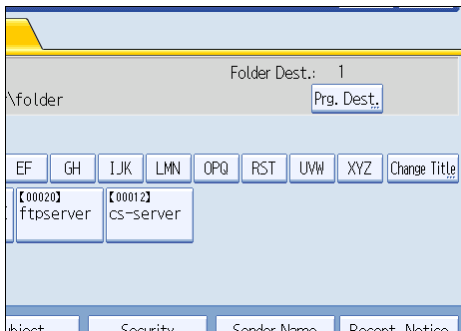 Folder Dest.: 1
\folder
Prg. Dest.
EF GH IJK LMN OPQ RST UVW XYZ Change Title
【00020】 【00012】
ftpserver cs-server
Security Sender Name Recept. Notice